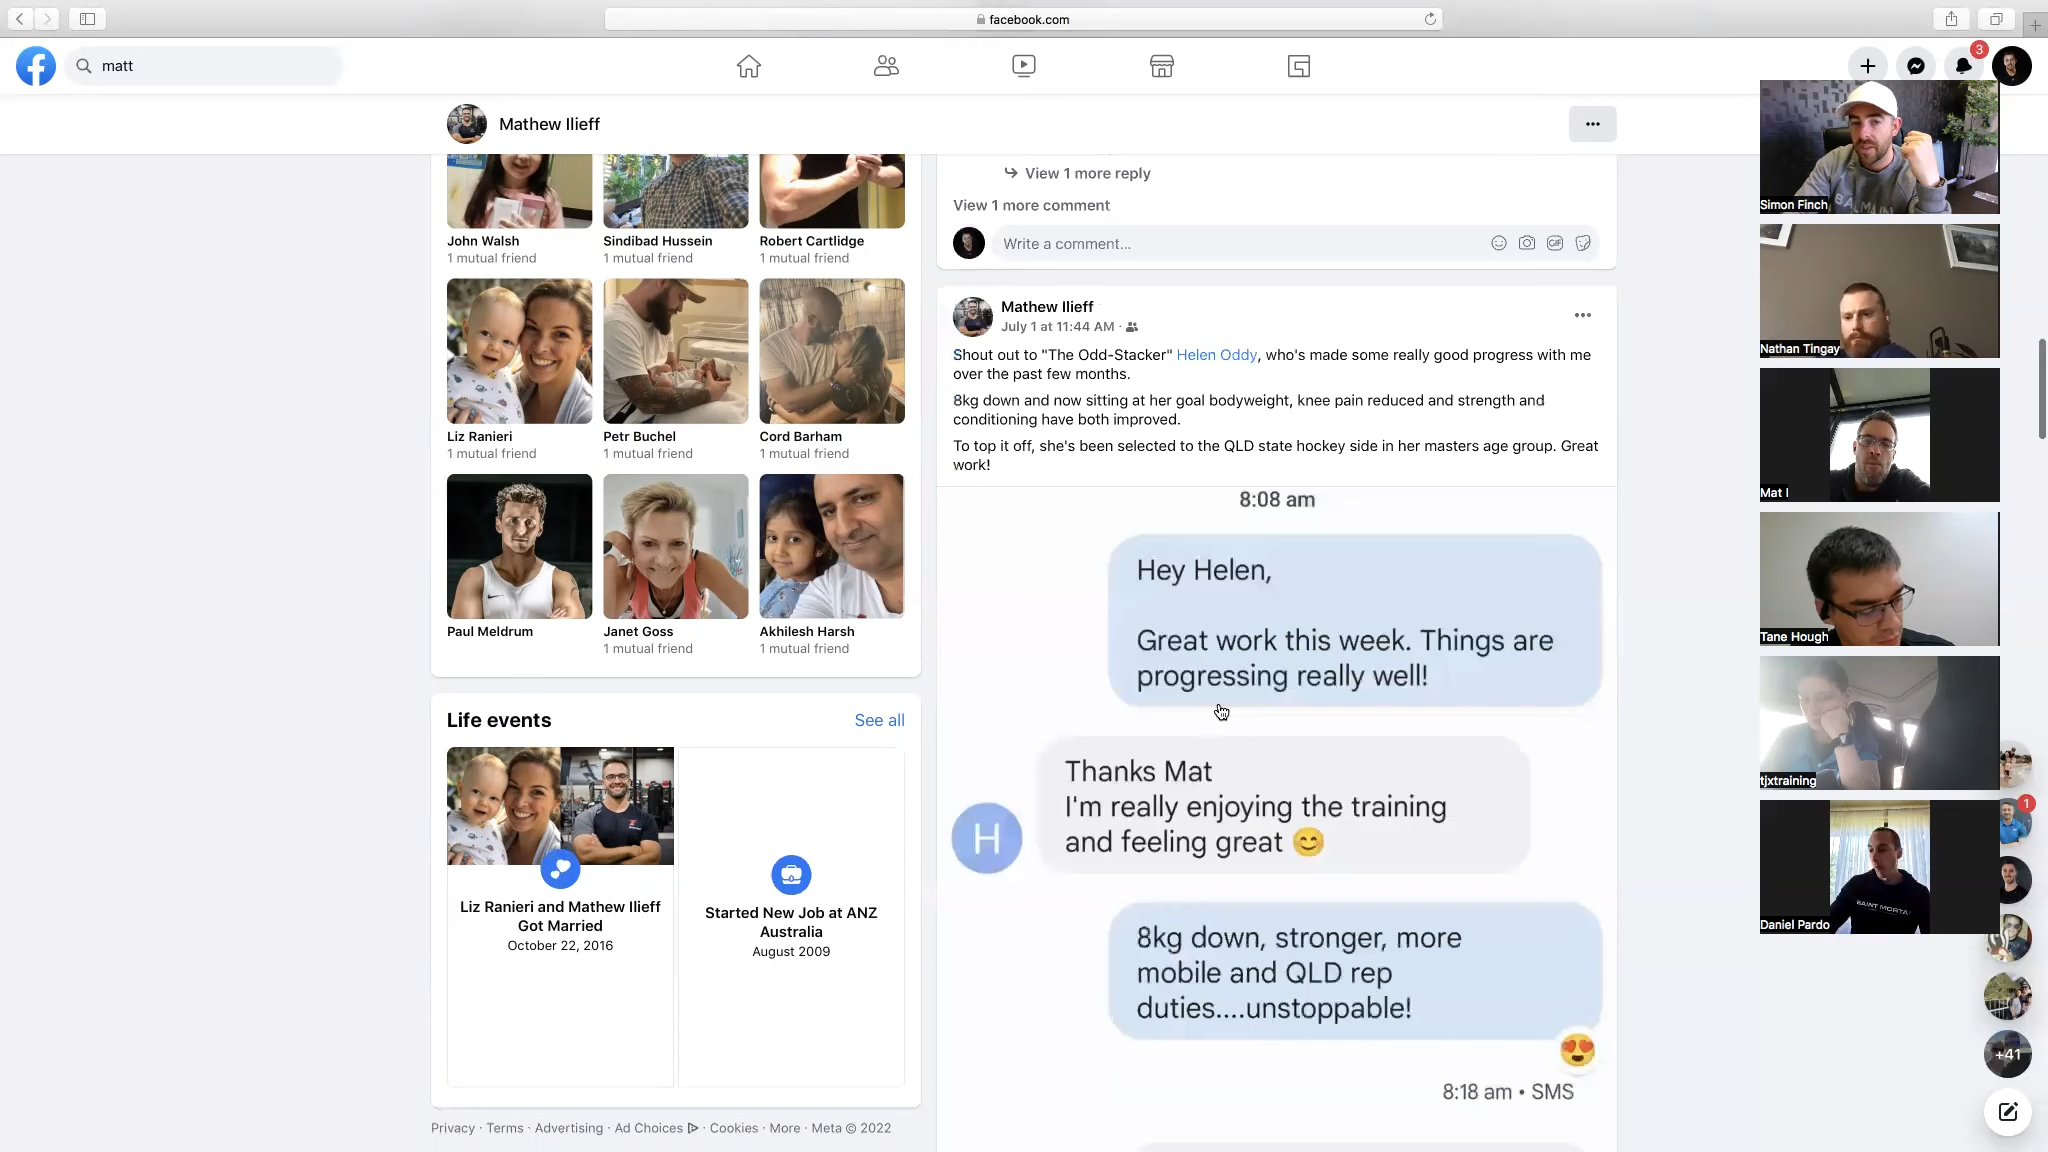 facebook.com
matt
3
Mathew Ilieff
John Walsh
1 mutual friend
Sindibad Hussein
1 mutual friend
Robert Cartlidge
1 mutual friend
Liz Ranieri
1 mutual friend
Petr Buchel
1 mutual friend
Cord Barham
1 mutual friend
Paul Meldrum
Janet Goss
1 mutual friend
Akhilesh Harsh
1 mutual friend
Life events
See all
Liz Ranieri and Mathew Ilieff
Got Married
October 22, 2016
Started New Job at ANZ
Australia
August 2009
Privacy · Terms · Advertising · Ad Choices · Cookies · More · Meta © 2022
View 1 more reply
View 1 more comment
Write a comment...
GIF
Mathew Ilieff
July 1 at 11:44 AM ·
Shout out to "The Odd-Stacker" Helen Oddy, who's made some really good progress with me
over the past few months.
8kg down and now sitting at her goal bodyweight, knee pain reduced and strength and
conditioning have both improved.
To top it off, she's been selected to the QLD state hockey side in her masters age group. Great
work!
8:08 am
Hey Helen,
Great work this week. Things are
progressing really well!
H
Thanks Mat
I'm really enjoying the training
and feeling great 😊
8kg down, stronger, more
mobile and QLD rep
duties....unstoppable!
😍
8:18 am • SMS
BALMAIN
Simon Finch
Nathan Tingay
Mat I
Tane Hough
tjxtraining
SAINT MORTA
Daniel Pardo
1
+41